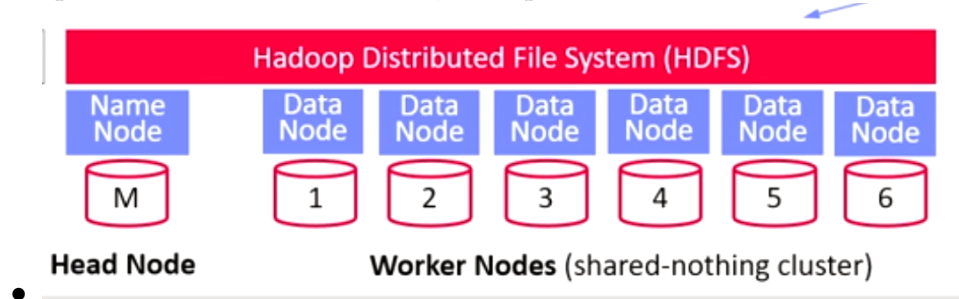 Hadoop Distributed File System (HDFS)
Name Node
Data Node
Data Node
Data Node
Data Node
Data Node
Data Node
M
1
2
3
4
5
6
Head Node
Worker Nodes (shared-nothing cluster)